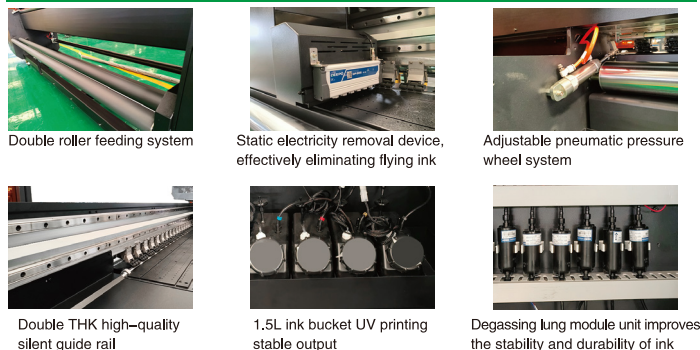 Double roller feeding system
Static electricity removal device,
effectively eliminating flying ink
Adjustable pneumatic pressure
wheel system
Double THK high-quality
silent guide rail
1.5L ink bucket UV printing
stable output
Degassing lung module unit improves
the stability and durability of ink